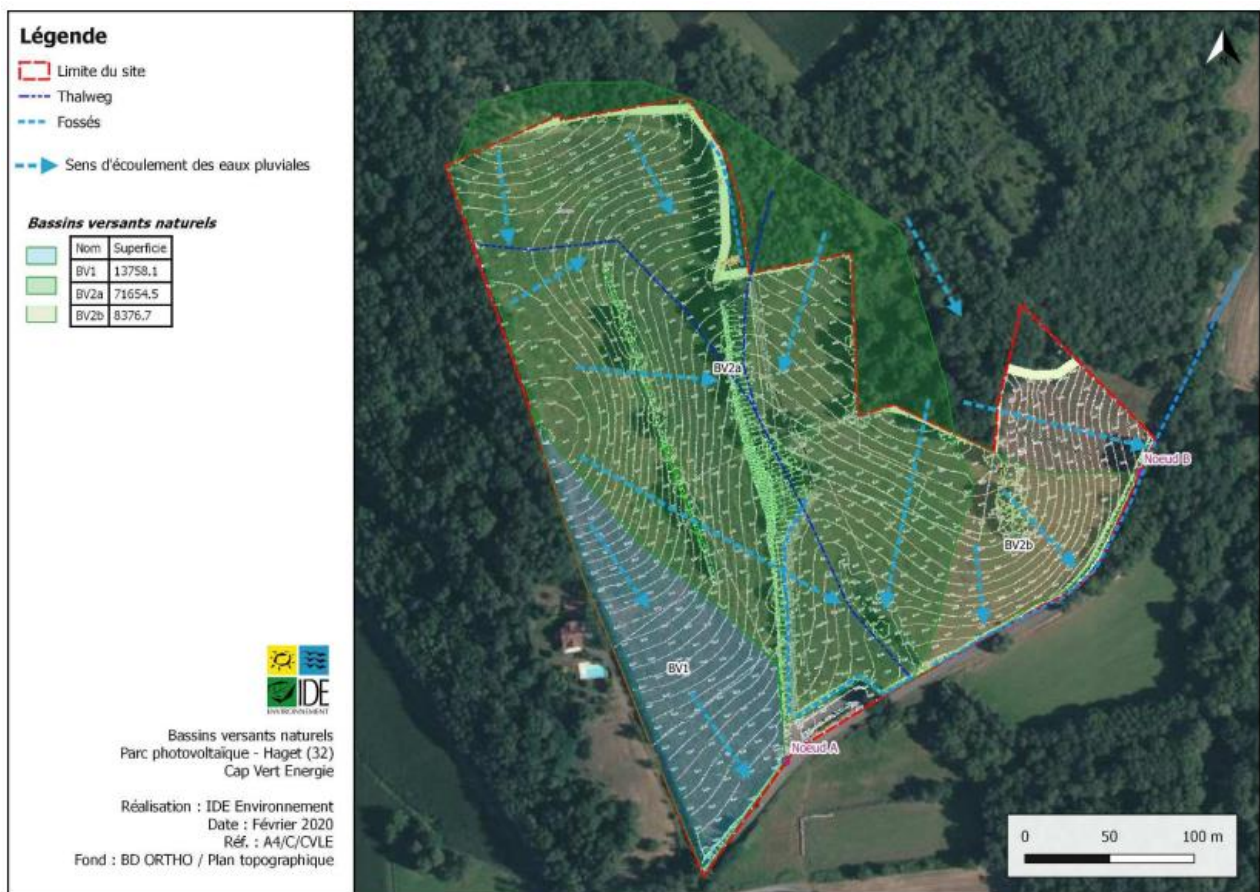 Légende
Limite du site
Thalweg
Fossés
Sens d'écoulement des eaux pluviales
Bassins versants naturels
Nom Superficie
BV1 13758.1
BV2a 71654.5
BV2b 8376.7
IDE
ENVIRONNEMENT
Bassins versants naturels
Parc photovoltaïque - Haget (32)
Cap Vert Energie
Réalisation : IDE Environnement
Date : Février 2020
Réf. : A4/C/CVLE
Fond : BD ORTHO / Plan topographique
BV2a
Noeud B
BV2b
BV1
Noeud A
0 50 100 m